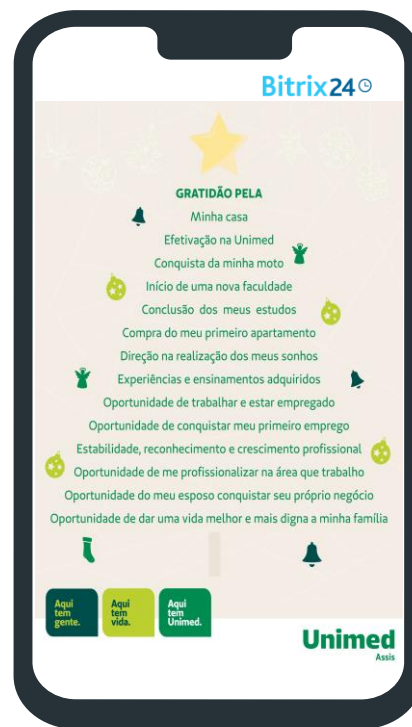 Bitrix24
GRATIDÃO PELA
Minha casa
Efetivação na Unimed
Conquista da minha moto
Início de uma nova faculdade
Conclusão dos meus estudos
Compra do meu primeiro apartamento
Direção na realização dos meus sonhos
Experiências e ensinamentos adquiridos
Oportunidade de trabalhar e estar empregado
Oportunidade de conquistar meu primeiro emprego
Estabilidade, reconhecimento e crescimento profissional
Oportunidade de me profissionalizar na área que trabalho
Oportunidade do meu esposo conquistar seu próprio negócio
Oportunidade de dar uma vida melhor e mais digna a minha família
Aqui
tem
gente.
Aqui
tem
vida.
Aqui
tem
Unimed.
Unimed
Assis